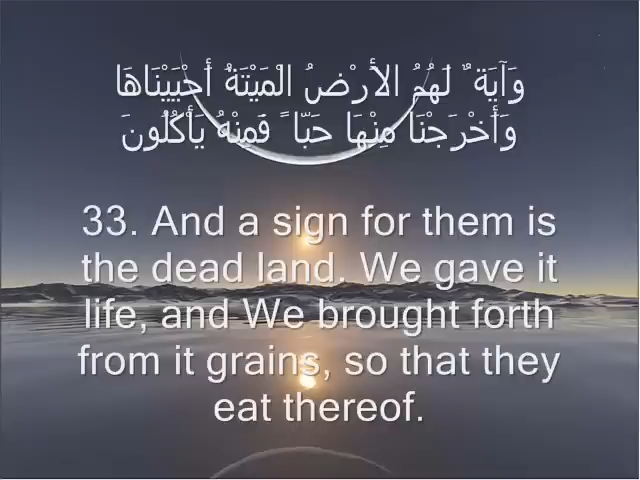 وَآيَة ٌ لَهُمُ الأَرْضُ الْمَيْتَةُ أَحْيَيْنَاهَا
وَأَخْرَجْنَا مِنْهَا حَبّا ً فَمِنْهُ يَأْكُلُونَ
33. And a sign for them is
the dead land. We gave it
life, and We brought forth
from it grains, so that they
eat thereof.